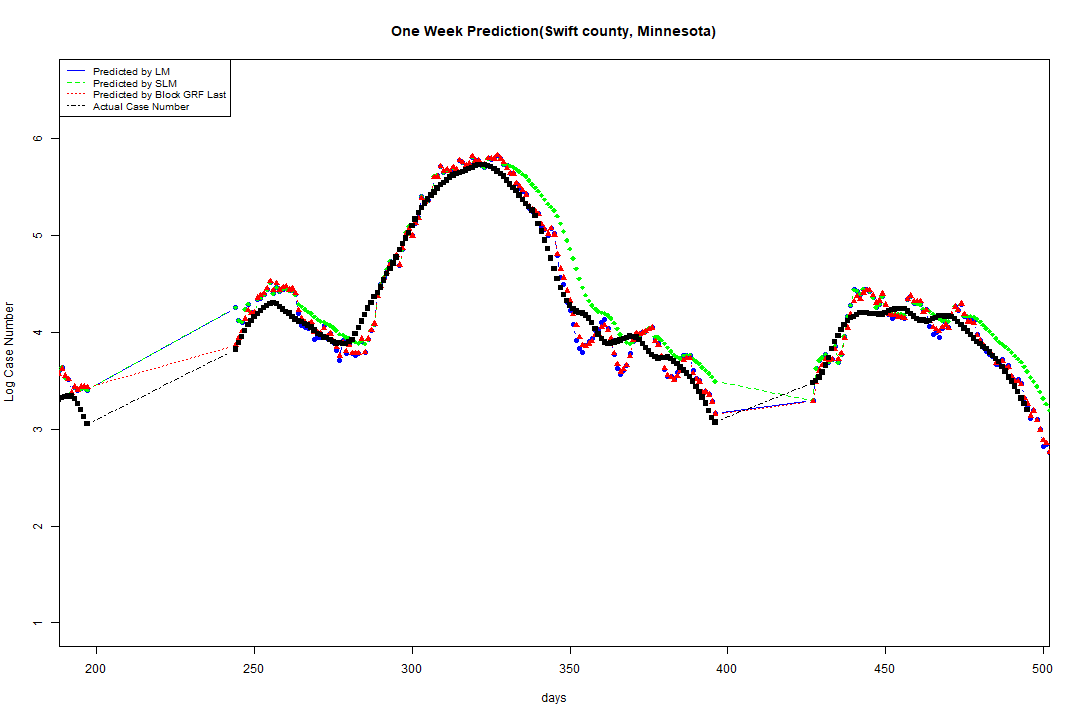 One Week Prediction(Swift county, Minnesota)
Predicted by LM
Predicted by SLM
Predicted by Block GRF Last
Actual Case Number
6
5
4
3
2
1
Log Case Number
200 250 300 350 400 450 500
days